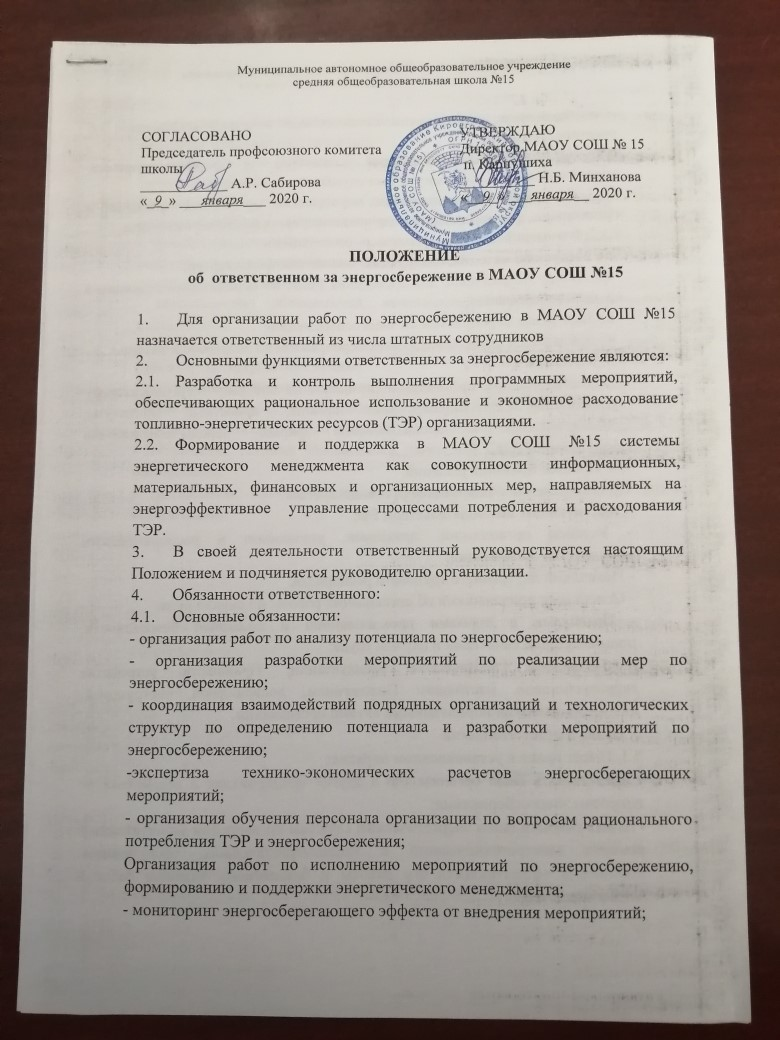 Муниципальное автономное общеобразовательное учреждение
средняя общеобразовательная школа №15
СОГЛАСОВАНО
Председатель профсоюзного комитета
школы
А.Р. Сабирова
«_9_» января 2020 г.
УТВЕРЖДАЮ
Директор МАОУ СОШ № 15
п. Карпушиха
Н.Б. Минханова
« 9 » января 2020 г.
ПОЛОЖЕНИЕ
об ответственном за энергосбережение в МАОУ СОШ №15
1. Для организации работ по энергосбережению в МАОУ СОШ №15
назначается ответственный из числа штатных сотрудников
2. Основными функциями ответственных за энергосбережение являются:
2.1. Разработка и контроль выполнения программных мероприятий,
обеспечивающих рациональное использование и экономное расходование
топливно-энергетических ресурсов (ТЭР) организациями.
2.2. Формирование и поддержка в МАОУ СОШ №15 системы
энергетического менеджмента как совокупности информационных,
материальных, финансовых и организационных мер, направляемых на
энергоэффективное управление процессами потребления и расходования
ТЭР.
3. В своей деятельности ответственный руководствуется настоящим
Положением и подчиняется руководителю организации.
4. Обязанности ответственного:
4.1. Основные обязанности:
- организация работ по анализу потенциала по энергосбережению;
- организация разработки мероприятий по реализации мер по
энергосбережению;
- координация взаимодействий подрядных организаций и технологических
структур по определению потенциала и разработки мероприятий по
энергосбережению;
-экспертиза технико-экономических расчетов энергосберегающих
мероприятий;
- организация обучения персонала организации по вопросам рационального
потребления ТЭР и энергосбережения;
Организация работ по исполнению мероприятий по энергосбережению,
формированию и поддержки энергетического менеджмента;
- мониторинг энергосберегающего эффекта от внедрения мероприятий;